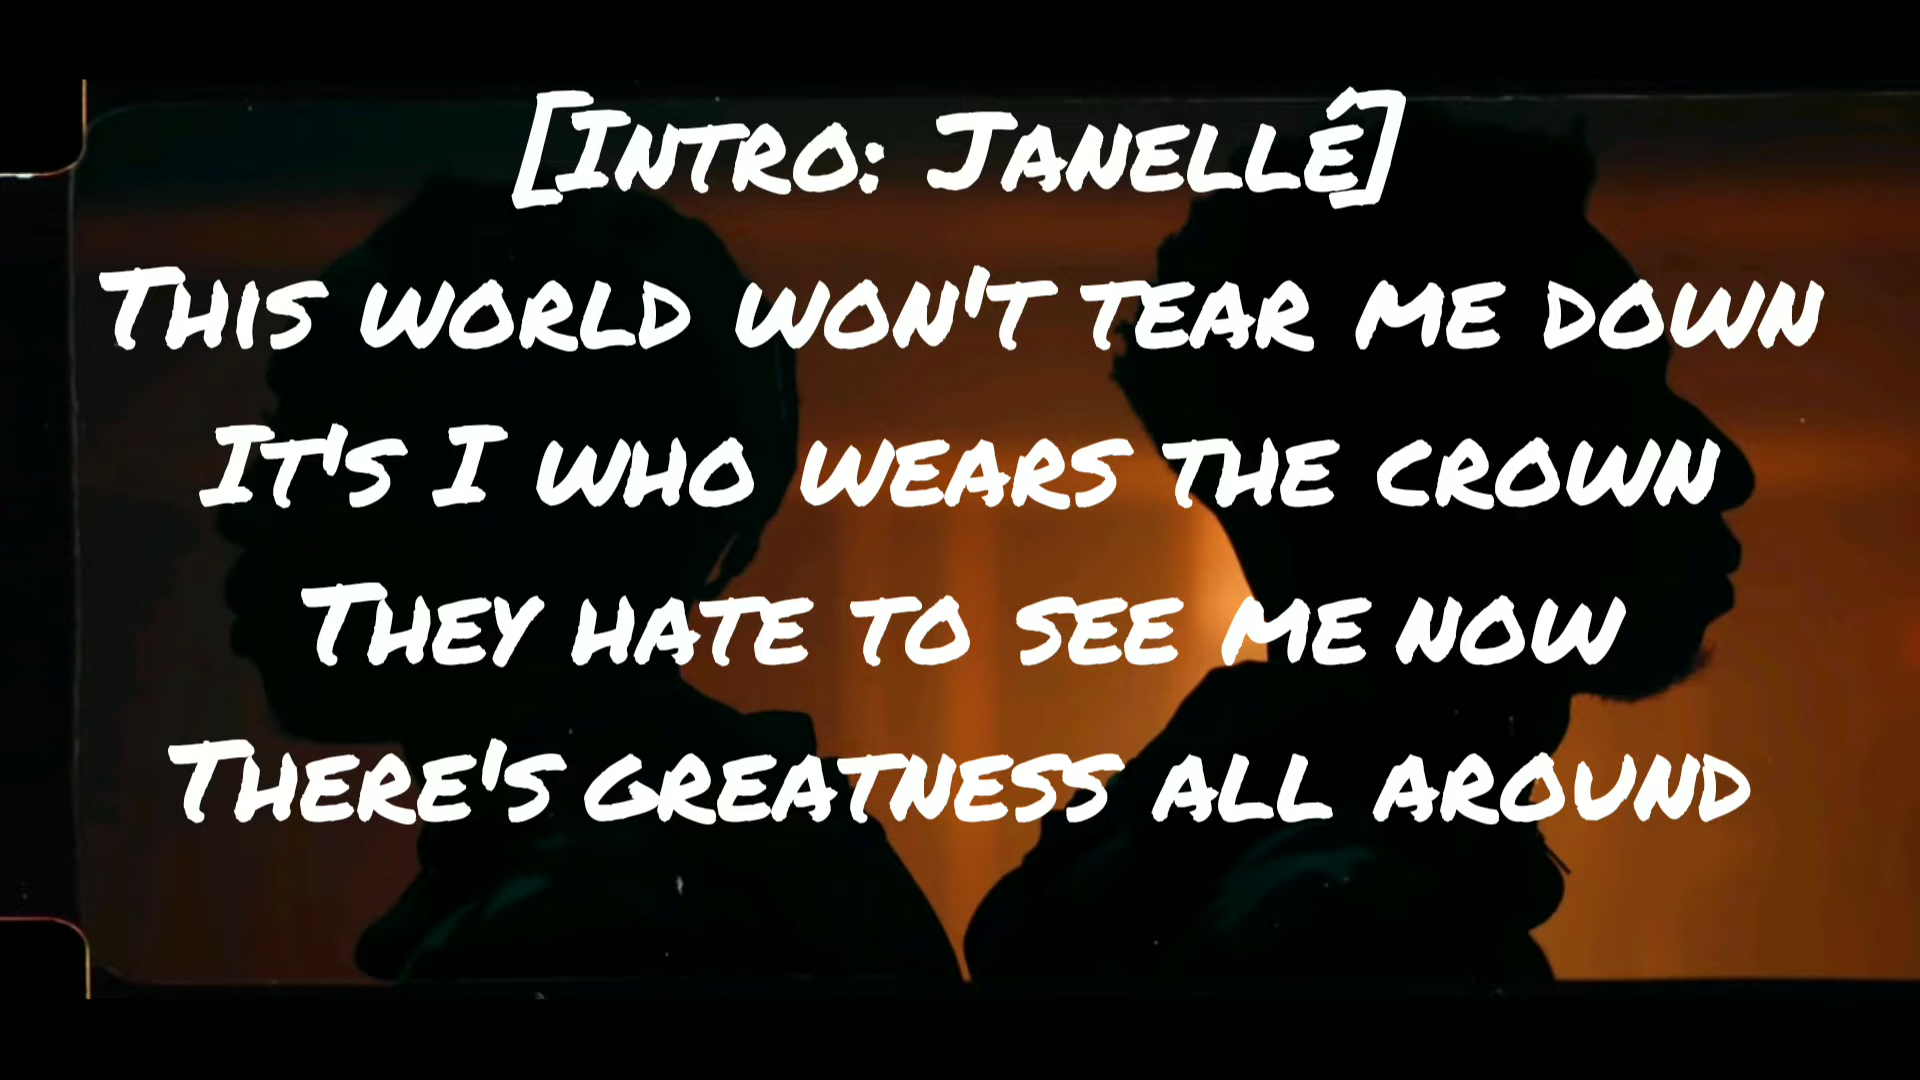 [Intro: Janellé]
This world won't tear me down
It's I who wears the crown
They hate to see me now
There's greatness all around